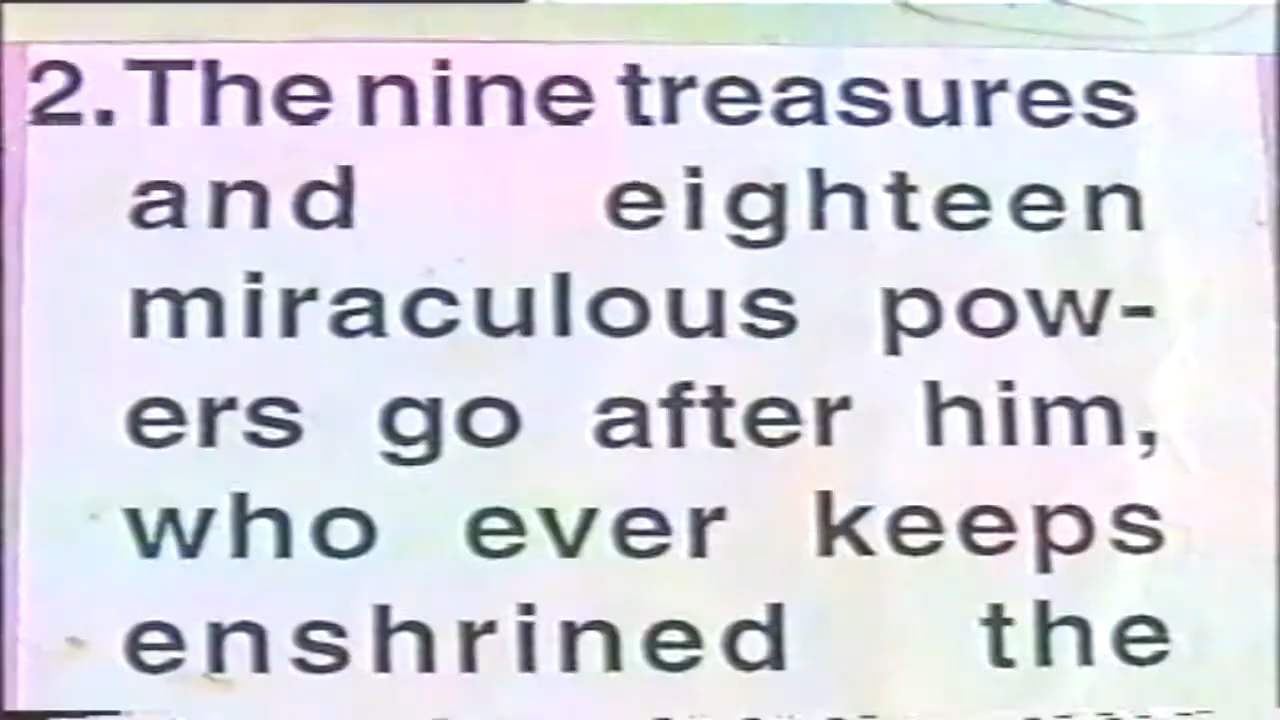 2. The nine treasures
and eighteen
miraculous pow-
ers go after him,
who ever keeps
enshrined the